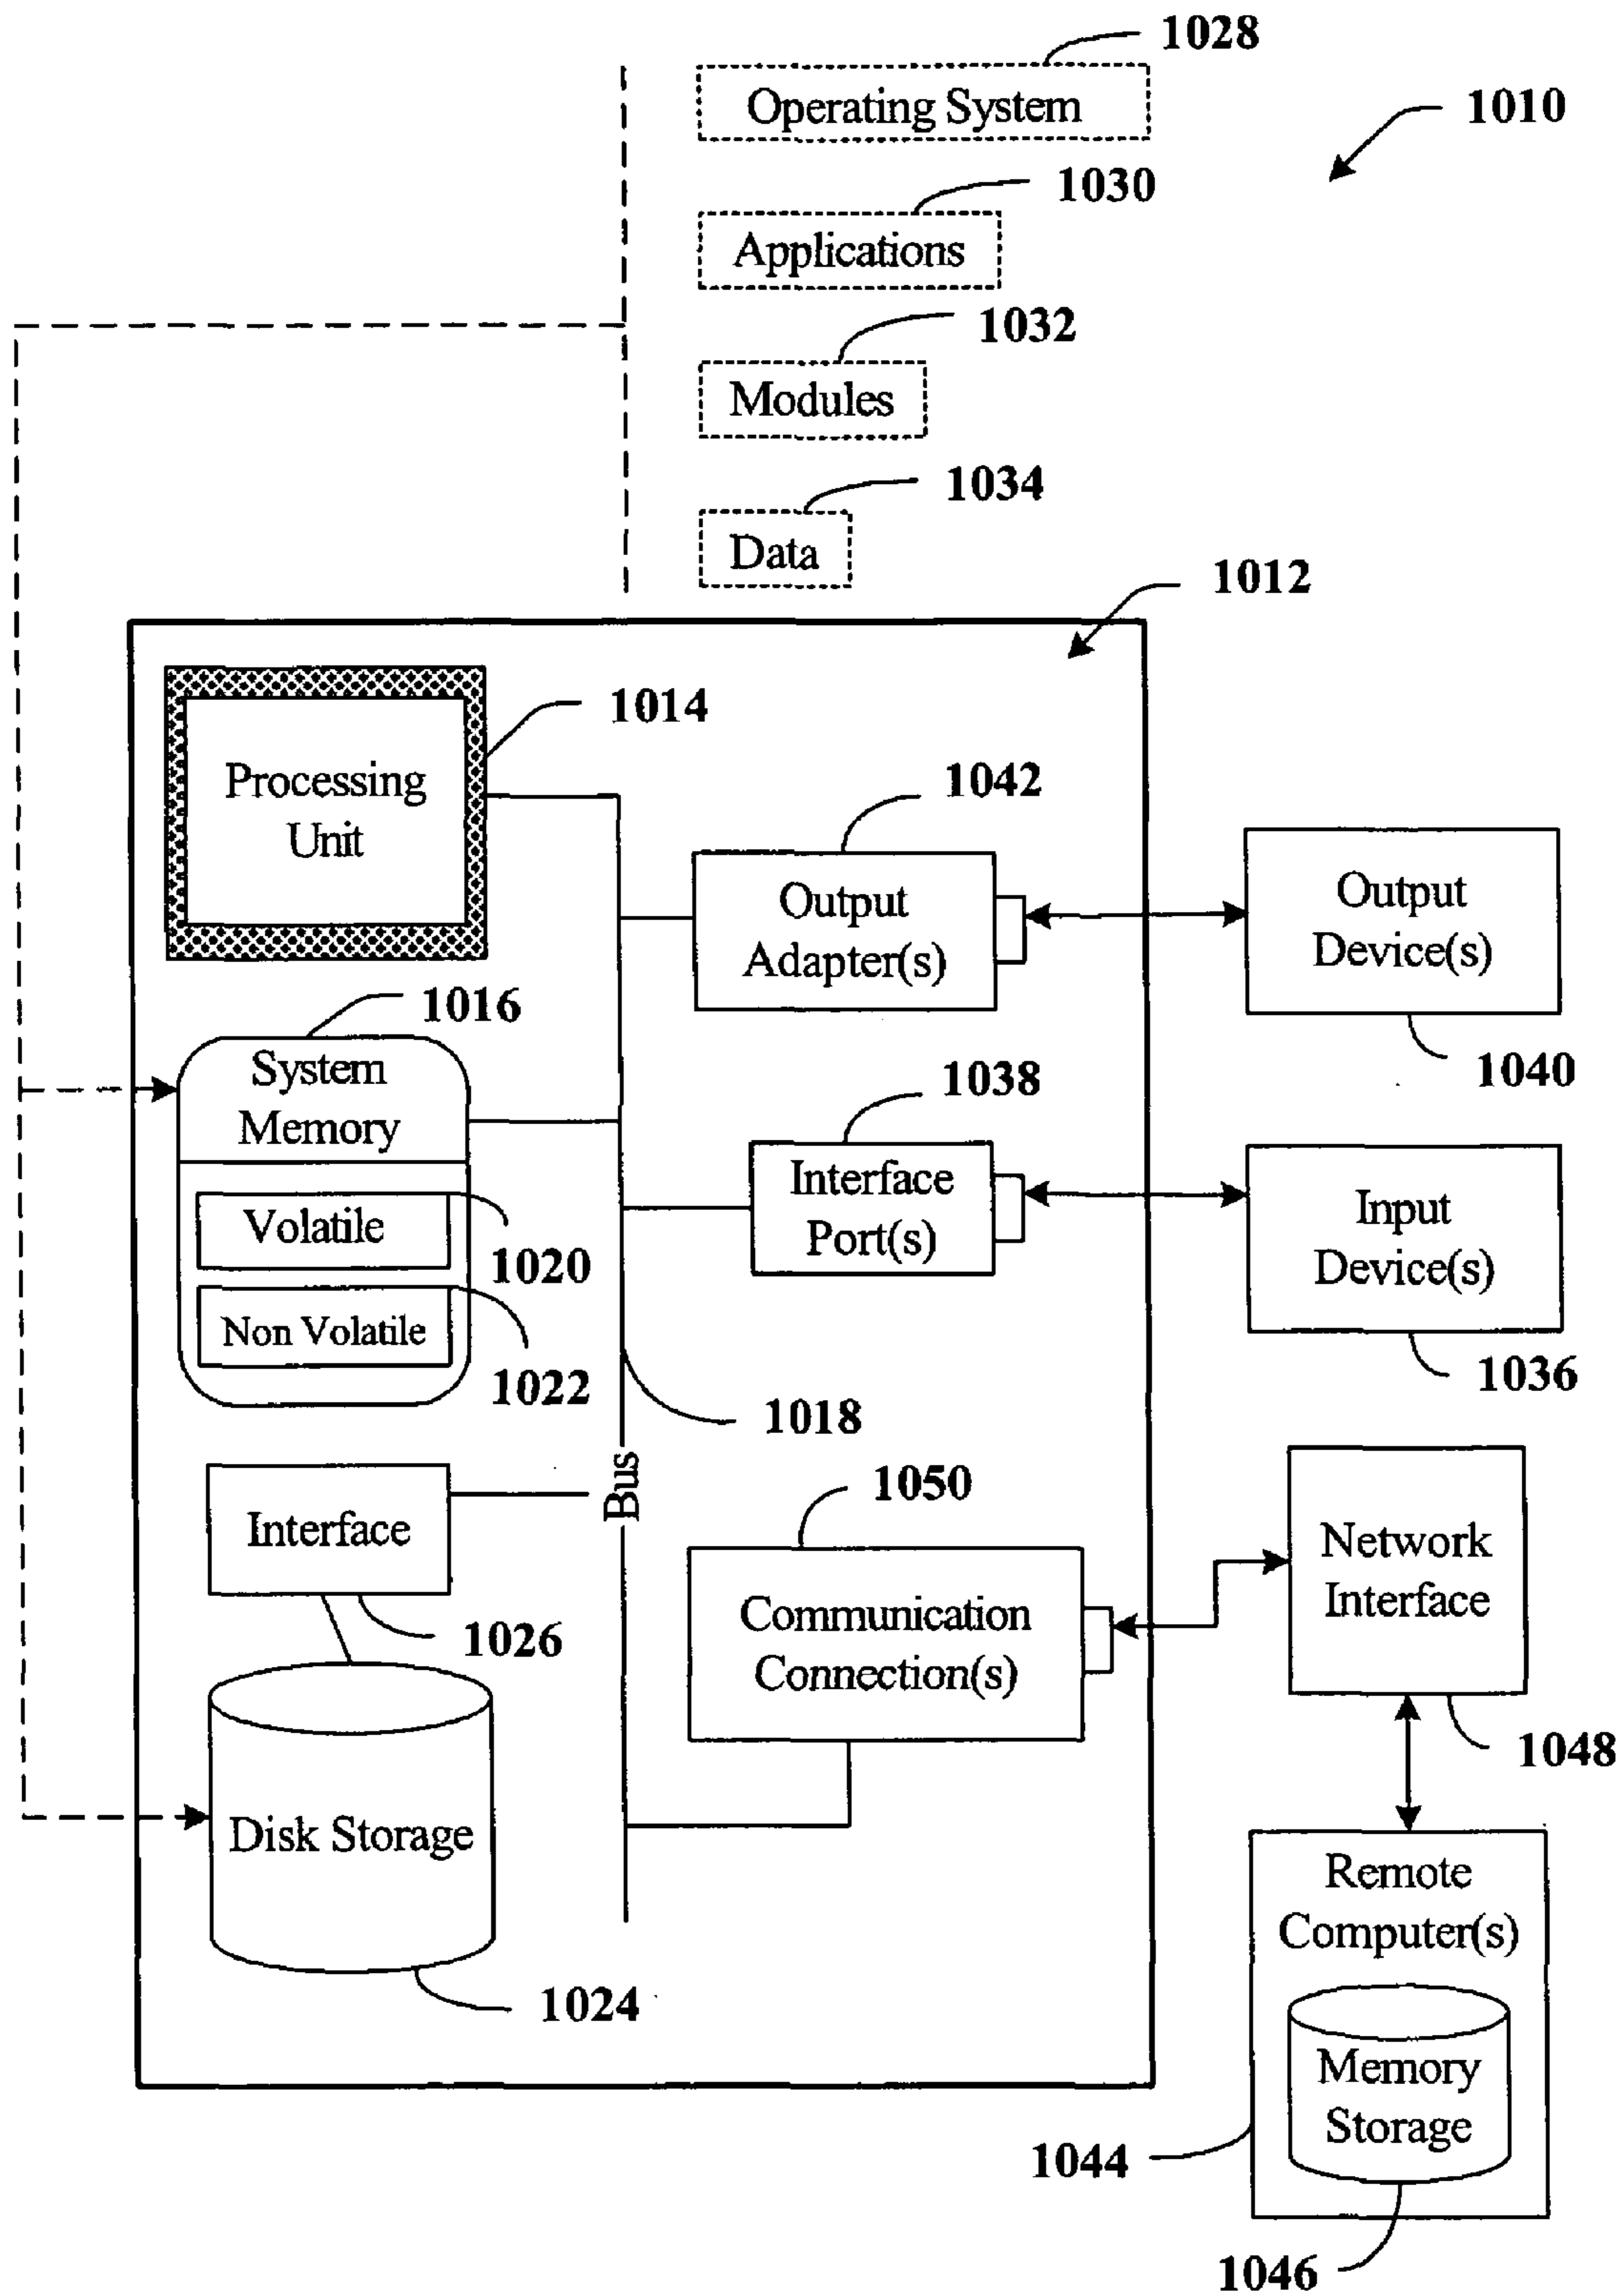 1028
Operating System
1010
1030
Applications
1032
Modules
1034
Data
1012
1014
Processing
Unit
1042
Output
Adapter(s)
Output
Device(s)
1040
1016
System
Memory
1038
Interface
Port(s)
Input
Device(s)
1036
Volatile
1020
Non Volatile
1022
1018
Bus
1050
Interface
1026
Communication
Connection(s)
Network
Interface
1048
Disk Storage
1024
Remote
Computer(s)
Memory
Storage
1044
1046